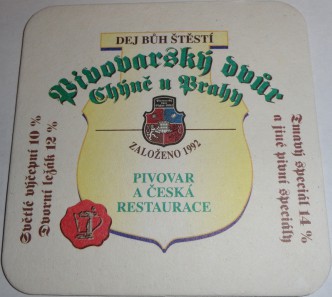 DEJ BŮH ŠTĚSTÍ
Pivovarský dvůr
Chýně u Prahy
ZALOŽENO 1992
PIVOVAR
A ČESKÁ
RESTAURACE
Světlé výčepní 10 %
Dvorní ležák 12 %
Tmavý speciál 14 %
a jiné pivní speciály